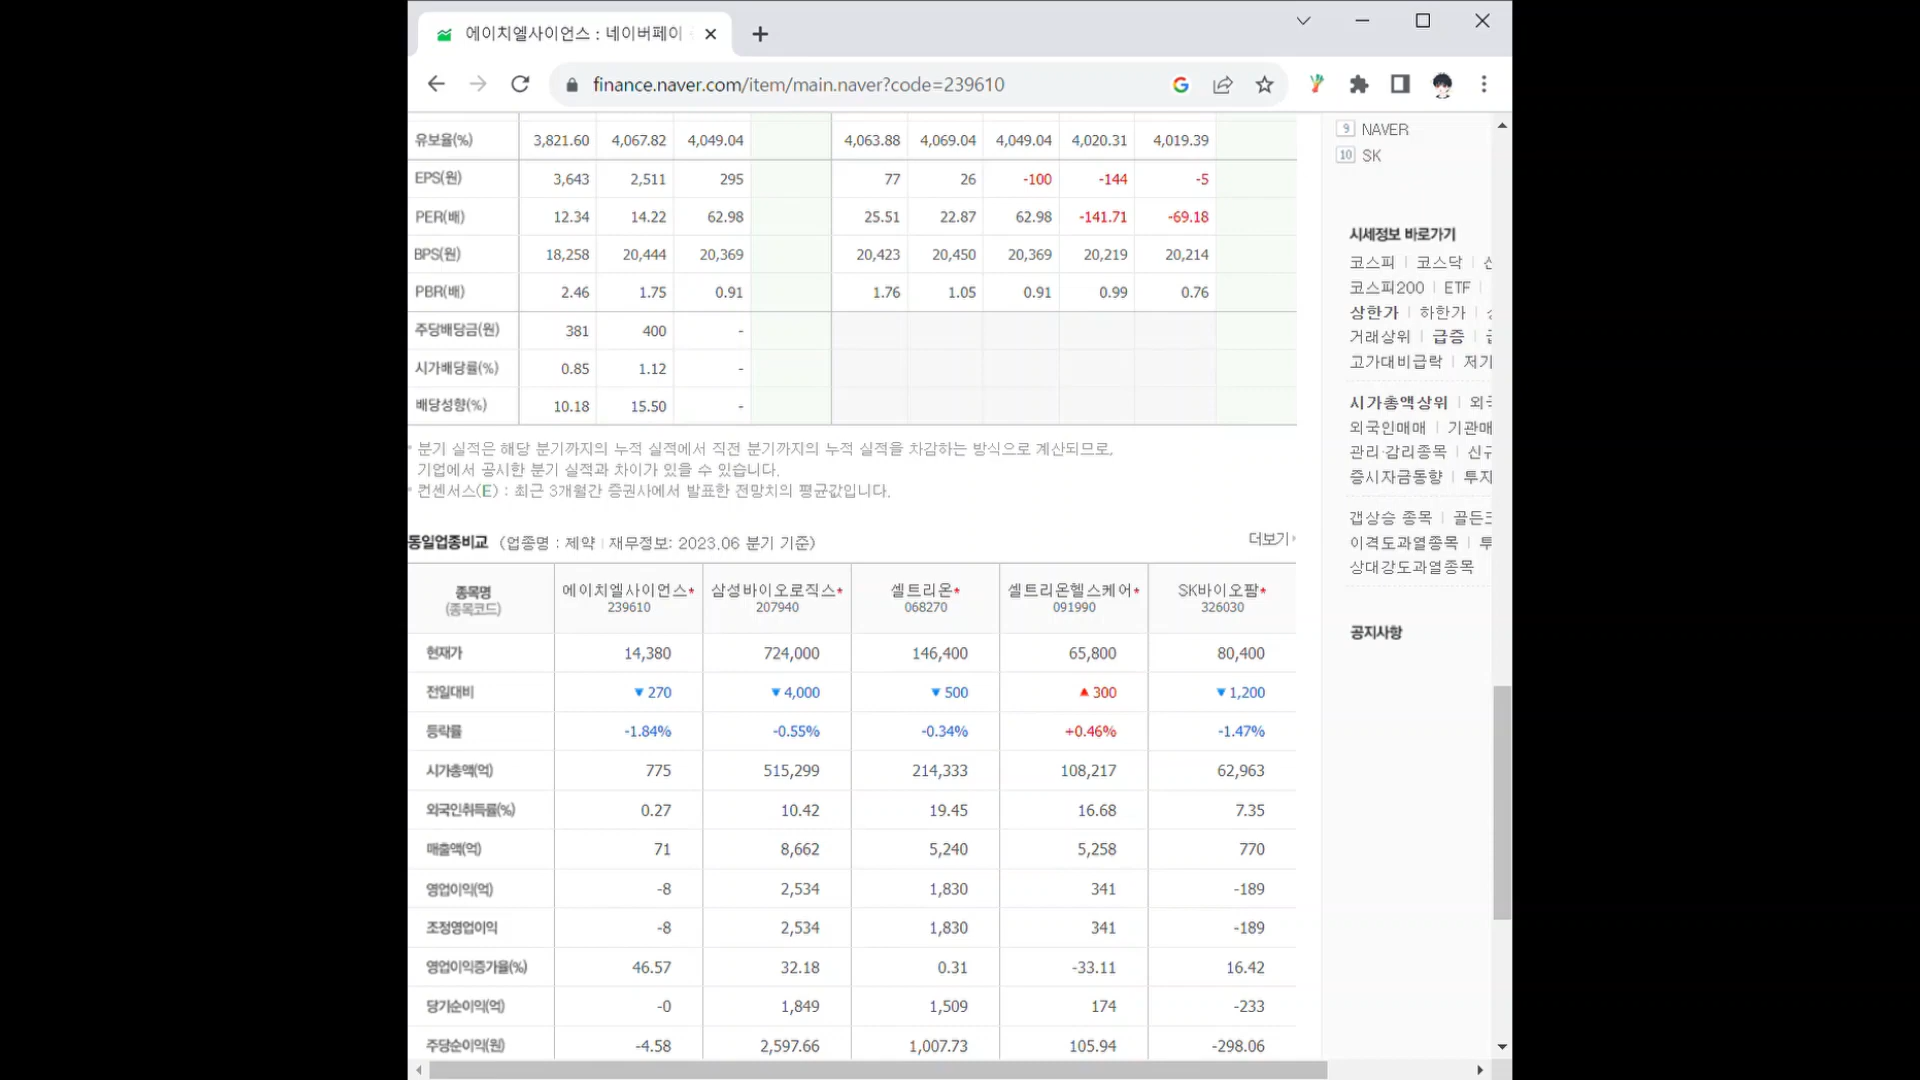 에이치엘사이언스 : 네이버페이
finance.naver.com/item/main.naver?code=239610
유보율(%) 3,821.60 4,067.82 4,049.04 4,063.88 4,069.04 4,049.04 4,020.31 4,019.39
EPS(원) 3,643 2,511 295 77 26 -100 -144 -5
PER(배) 12.34 14.22 62.98 25.51 22.87 62.98 -141.71 -69.18
BPS(원) 18,258 20,444 20,369 20,423 20,450 20,369 20,219 20,214
PBR(배) 2.46 1.75 0.91 1.76 1.05 0.91 0.99 0.76
주당배당금(원) 381 400 -
시가배당률(%) 0.85 1.12 -
배당성향(%) 10.18 15.50 -
* 분기 실적은 해당 분기까지의 누적 실적에서 직전 분기까지의 누적 실적을 차감하는 방식으로 계산되므로,
기업에서 공시한 분기 실적과 차이가 있을 수 있습니다.
* 컨센서스(E) : 최근 3개월간 증권사에서 발표한 전망치의 평균값입니다.
동일업종비교 (업종명 : 제약 | 재무정보: 2023.06 분기 기준) 더보기
종목명 에이치엘사이언스* 삼성바이오로직스* 셀트리온* 셀트리온헬스케어* SK바이오팜*
(종목코드) 239610 207940 068270 091990 326030
현재가 14,380 724,000 146,400 65,800 80,400
전일대비 ▼270 ▼4,000 ▼500 ▲300 ▼1,200
등락률 -1.84% -0.55% -0.34% +0.46% -1.47%
시가총액(억) 775 515,299 214,333 108,217 62,963
외국인취득률(%) 0.27 10.42 19.45 16.68 7.35
매출액(억) 71 8,662 5,240 5,258 770
영업이익(억) -8 2,534 1,830 341 -189
조정영업이익 -8 2,534 1,830 341 -189
영업이익증가율(%) 46.57 32.18 0.31 -33.11 16.42
당기순이익(억) -0 1,849 1,509 174 -233
주당순이익(원) -4.58 2,597.66 1,007.73 105.94 -298.06
9 NAVER
10 SK
시세정보 바로가기
코스피 | 코스닥 |
코스피200 | ETF |
상한가 | 하한가 |
거래상위 | 급증 |
고가대비급락 |
시가총액상위 |
외국인매매 |
관리·감리종목 |
증시자금동향 |
갭상승 종목 |
이격도과열종목 |
상대강도과열종목
공지사항